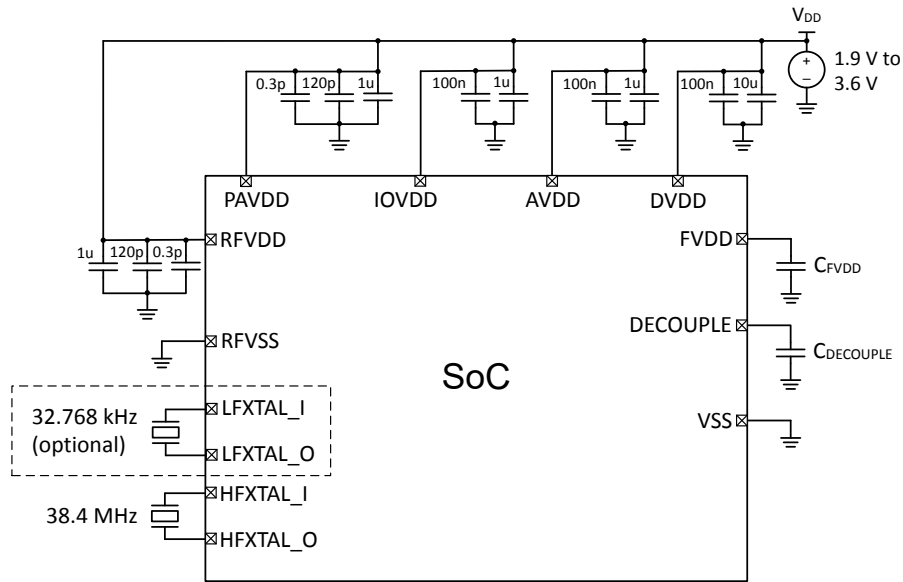 VDD
1.9 V to
3.6 V
0.3p 120p 1u 100n 1u 100n 1u 100n 10u
PAVDD IOVDD AVDD DVDD
RFVDD FVDD
1u 120p 0.3p
CFVDD
RFVSS DECOUPLE
CDECOUPLE
SoC
32.768 kHz
(optional)
LFXTAL_I VSS
LFXTAL_O
38.4 MHz
HFXTAL_I
HFXTAL_O